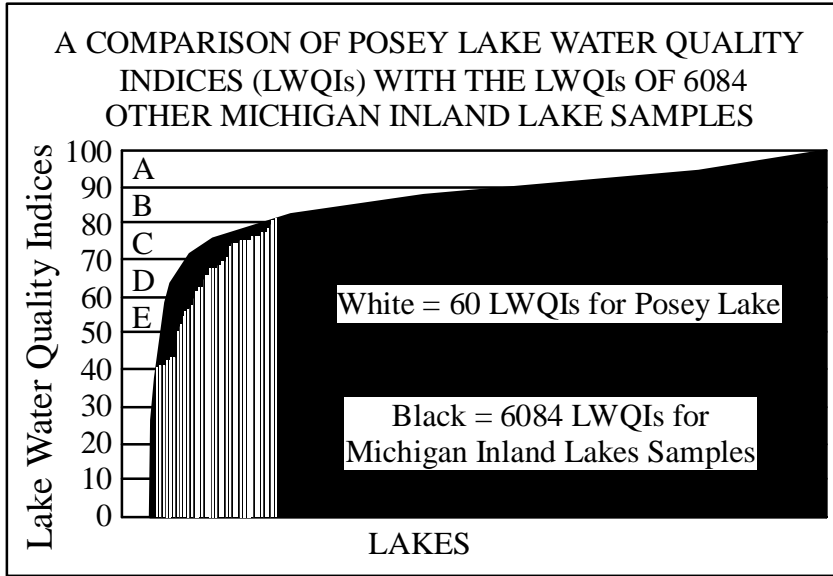 A COMPARISON OF POSEY LAKE WATER QUALITY
INDICES (LWQIs) WITH THE LWQIs OF 6084
OTHER MICHIGAN INLAND LAKE SAMPLES
Lake Water Quality Indices
100
90
80
70
60
50
40
30
20
10
0
A
B
C
D
E
White = 60 LWQIs for Posey Lake
Black = 6084 LWQIs for
Michigan Inland Lakes Samples
LAKES